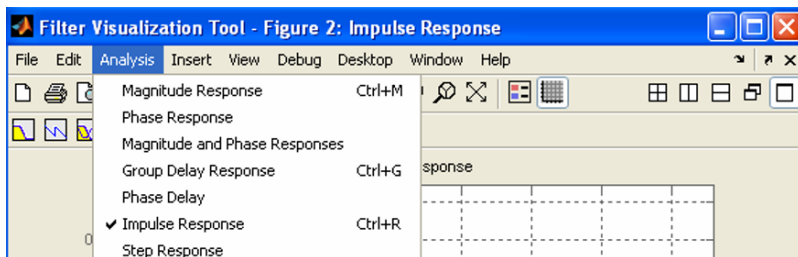 Filter Visualization Tool - Figure 2: Impulse Response
File Edit Analysis Insert View Debug Desktop Window Help
Magnitude Response Ctrl+M
Phase Response
Magnitude and Phase Responses
Group Delay Response Ctrl+G
sponse
Phase Delay
✓ Impulse Response Ctrl+R
0
Step Response